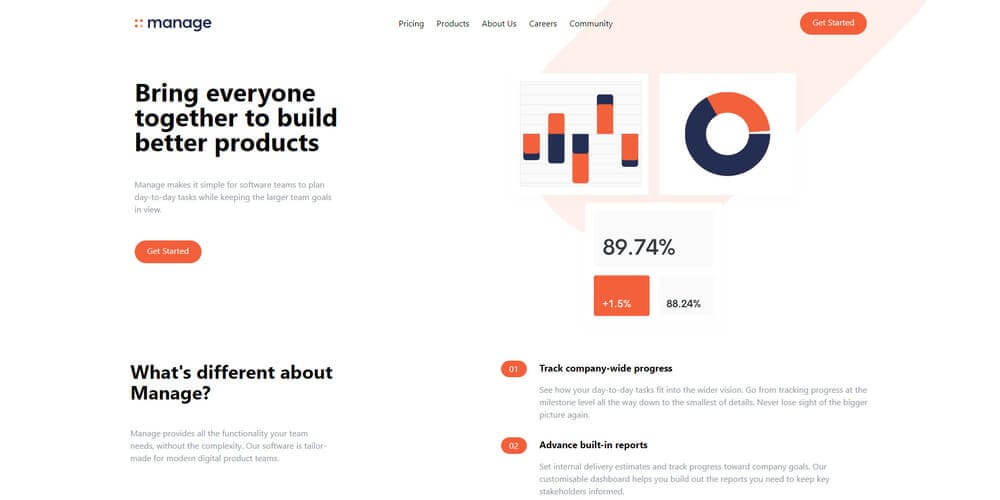 manage
Pricing
Products
About Us
Careers
Community
Get Started
Bring everyone
together to build
better products
Manage makes it simple for software teams to plan
day-to-day tasks while keeping the larger team goals
in view.
Get Started
89.74%
+1.5%
88.24%
What's different about
Manage?
Manage provides all the functionality your team
needs, without the complexity. Our software is tailor-
made for modern digital product teams.
01
Track company-wide progress
See how your day-to-day tasks fit into the wider vision. Go from tracking progress at the
milestone level all the way down to the smallest of details. Never lose sight of the bigger
picture again.
02
Advance built-in reports
Set internal delivery estimates and track progress toward company goals. Our
customisable dashboard helps you build out the reports you need to keep key
stakeholders informed.